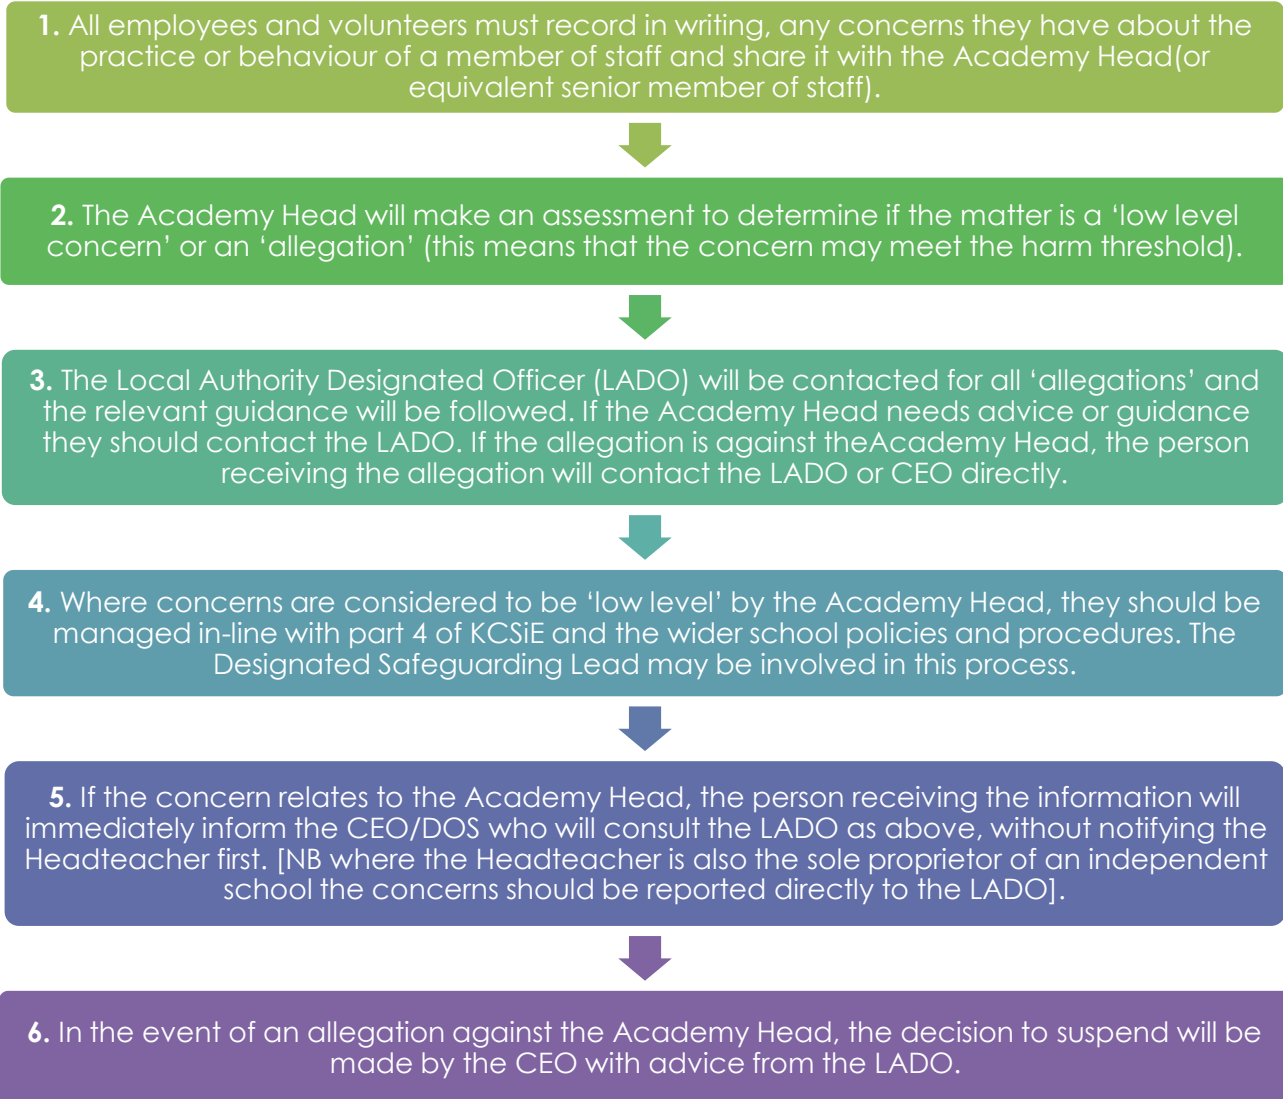 1. All employees and volunteers must record in writing, any concerns they have about the
practice or behaviour of a member of staff and share it with the Academy Head(or
equivalent senior member of staff).
2. The Academy Head will make an assessment to determine if the matter is a ‘low level
concern’ or an ‘allegation’ (this means that the concern may meet the harm threshold).
3. The Local Authority Designated Officer (LADO) will be contacted for all ‘allegations’ and
the relevant guidance will be followed. If the Academy Head needs advice or guidance
they should contact the LADO. If the allegation is against theAcademy Head, the person
receiving the allegation will contact the LADO or CEO directly.
4. Where concerns are considered to be ‘low level’ by the Academy Head, they should be
managed in-line with part 4 of KCSiE and the wider school policies and procedures. The
Designated Safeguarding Lead may be involved in this process.
5. If the concern relates to the Academy Head, the person receiving the information will
immediately inform the CEO/DOS who will consult the LADO as above, without notifying the
Headteacher first. [NB where the Headteacher is also the sole proprietor of an independent
school the concerns should be reported directly to the LADO].
6. In the event of an allegation against the Academy Head, the decision to suspend will be
made by the CEO with advice from the LADO.